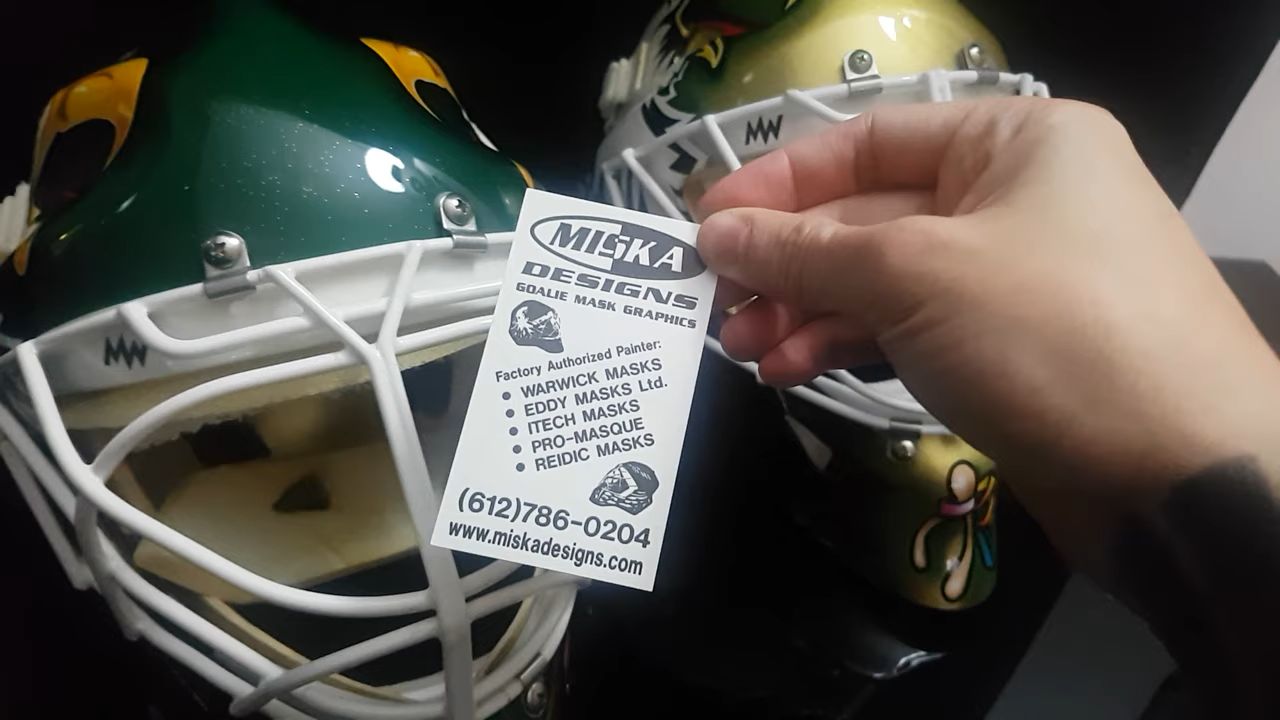 MISKA
DESIGNS
GOALIE MASK GRAPHICS
Factory Authorized Painter:
• WARWICK MASKS
• EDDY MASKS Ltd.
• ITECH MASKS
• PRO-MASQUE
• REIDIC MASKS
(612)786-0204
www.miskadesigns.com
MW
MW